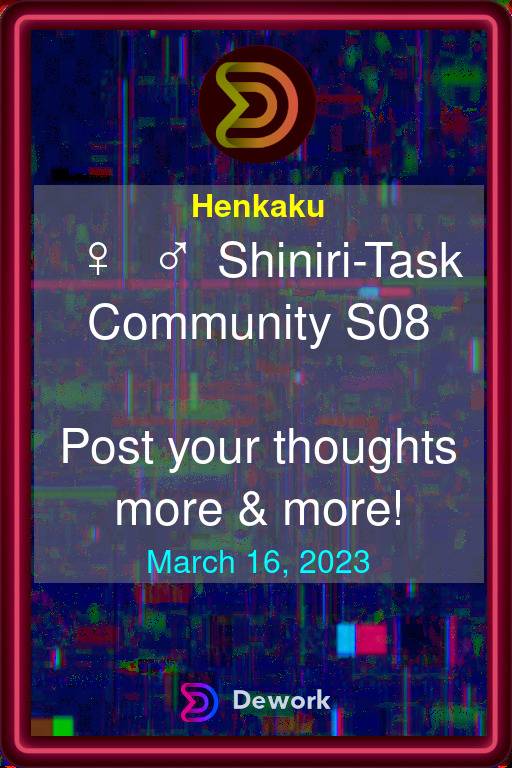 Henkaku
♀ ♂ Shiniri-Task
Community S08
Post your thoughts
more & more!
March 16, 2023
Dework